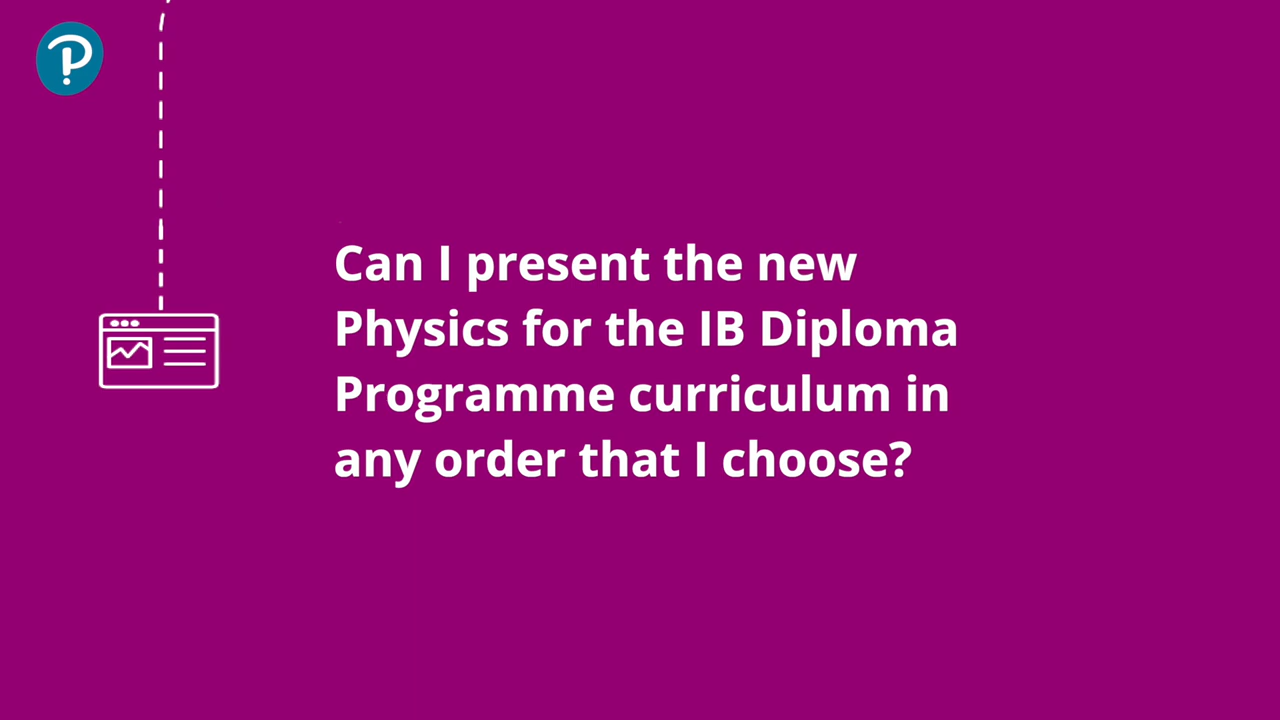 Can I present the new
Physics for the IB Diploma
Programme curriculum in
any order that I choose?